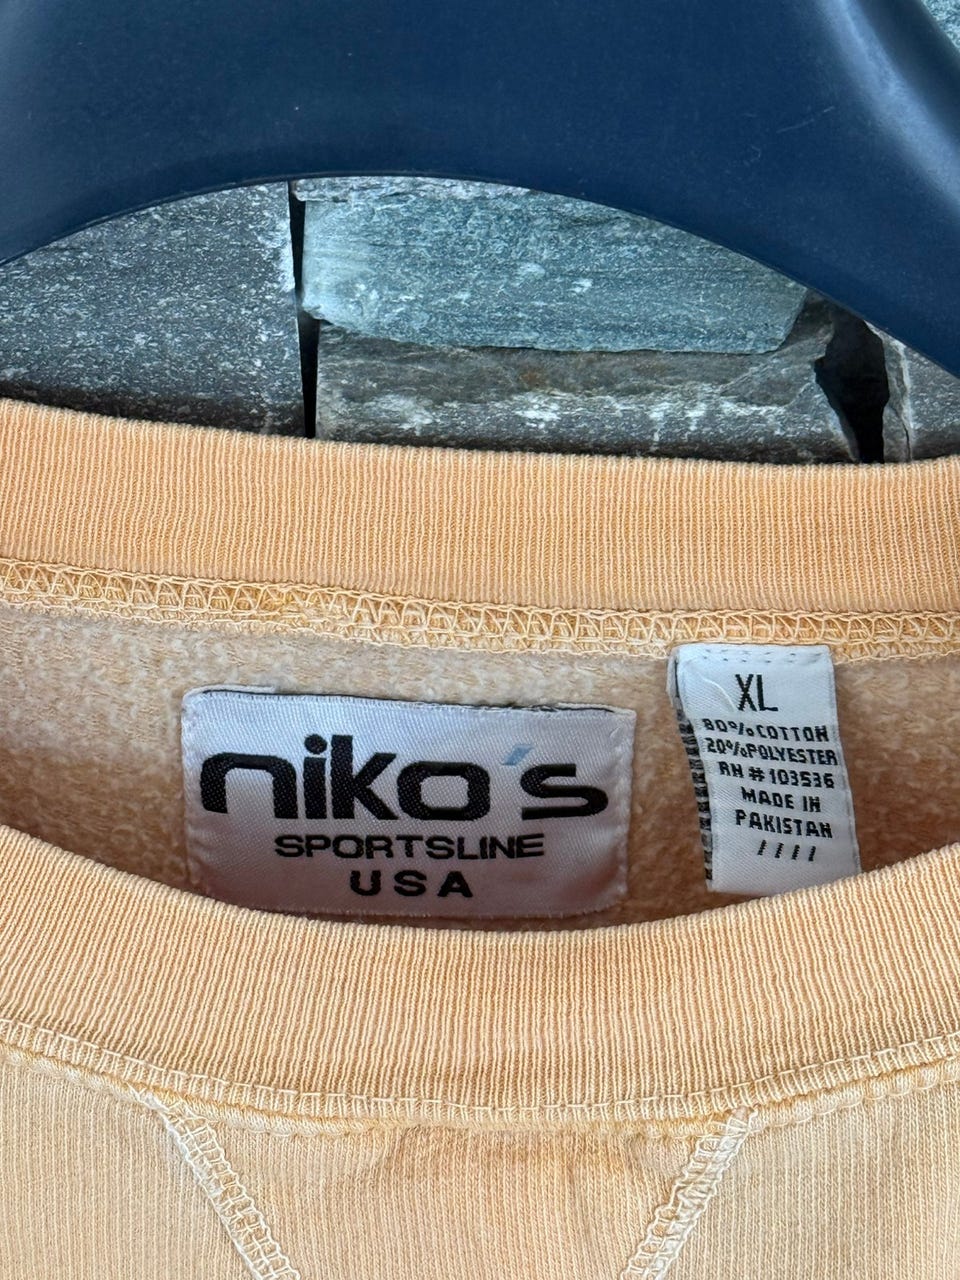 niko's
SPORTSLINE
USA
XL
80% COTTON
20% POLYESTER
RN # 103536
MADE IN
PAKISTAN
////